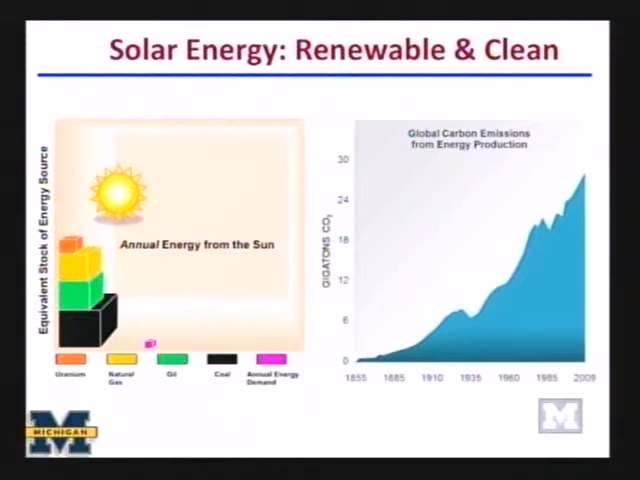 Solar Energy: Renewable & Clean
Equivalent Stock of Energy Source
Annual Energy from the Sun
Uranium
Natural
Gas
Oil
Coal
Annual Energy
Demand
Global Carbon Emissions
from Energy Production
GIGATONS CO2
30
24
18
12
6
0
1855 1885 1910 1935 1960 1985 2009
M
MICHIGAN
M